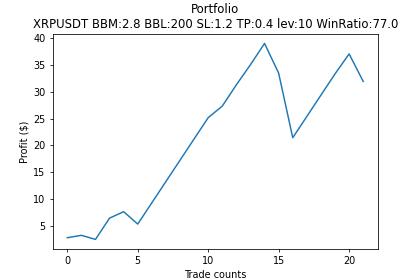 Portfolio
XRPUSDT BBM:2.8 BBL:200 SL:1.2 TP:0.4 lev:10 WinRatio:77.0
40
35
30
25
20
15
10
5
Profit ($)
0 5 10 15 20
Trade counts